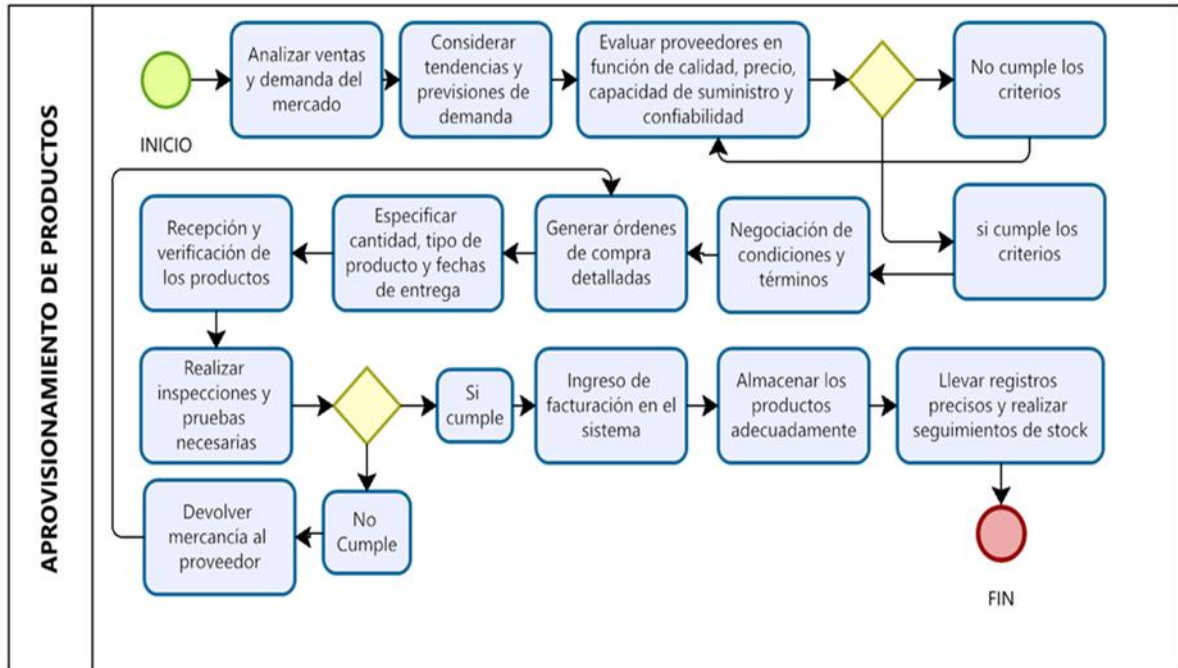 APROVISIONAMIENTO DE PRODUCTOS
INICIO
Analizar ventas
y demanda del
mercado
Considerar
tendencias y
previsiones de
demanda
Evaluar proveedores en
función de calidad, precio,
capacidad de suministro y
confiabilidad
No cumple los
criterios
si cumple los
criterios
Negociación de
condiciones y
términos
Generar órdenes
de compra
detalladas
Especificar
cantidad, tipo de
producto y fechas
de entrega
Recepción y
verificación de
los productos
Realizar
inspecciones y
pruebas
necesarias
Si
cumple
Ingreso de
facturación en el
sistema
Almacenar los
productos
adecuadamente
Llevar registros
precisos y realizar
seguimientos de stock
No
Cumple
Devolver
mercancía al
proveedor
FIN